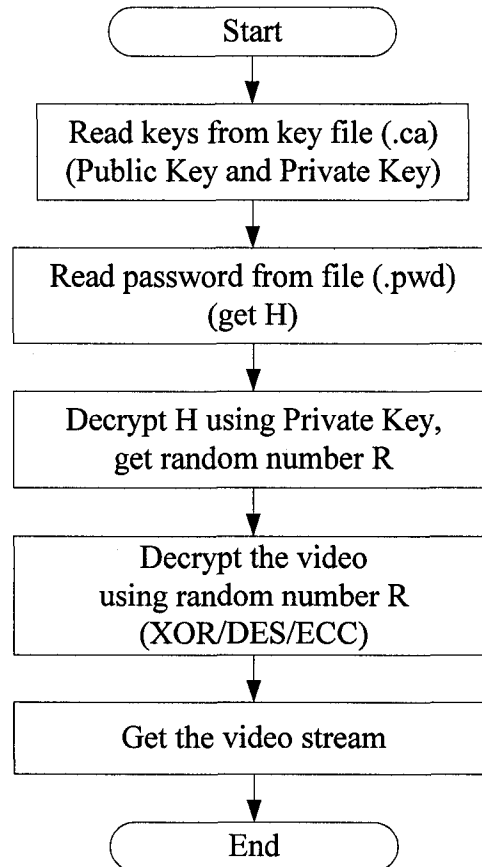 Start
Read keys from key file (.ca)
(Public Key and Private Key)
Read password from file (.pwd)
(get H)
Decrypt H using Private Key,
get random number R
Decrypt the video
using random number R
(XOR/DES/ECC)
Get the video stream
End